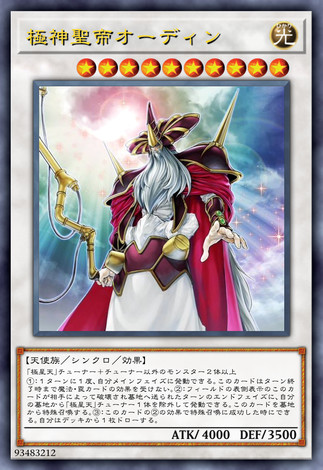 極神聖帝オーディン
光
【天使族／シンクロ／効果】
「極星天」チューナー＋チューナー以外のモンスター２体以上
①：１ターンに１度、自分メインフェイズに発動できる。このカードはターン終
了時まで魔法・罠カードの効果を受けない。②：フィールドの表側表示のこの
カードが相手によって破壊され墓地へ送られたターンのエンドフェイズに、自分
の墓地から「極星天」チューナー１体を除外して発動できる。このカードを墓地
から特殊召喚する。③：このカードの②の効果で特殊召喚に成功した時にでき
る。自分はデッキから１枚ドローする。
ATK/ 4000 DEF/3500
93483212